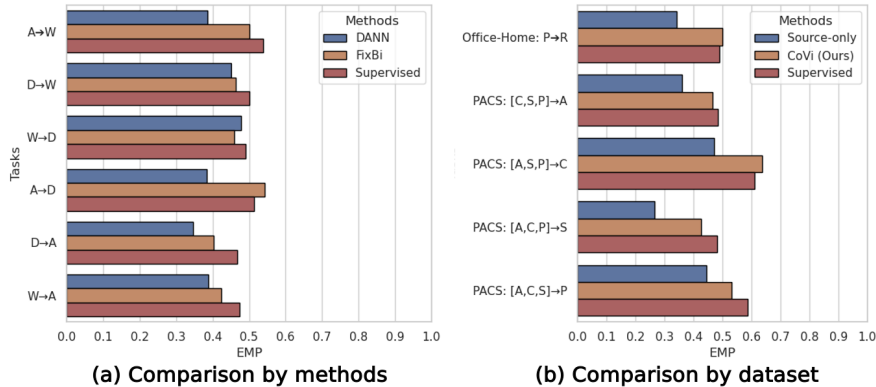 Methods
DANN
FixBi
Supervised
Tasks
A→W
D→W
W→D
A→D
D→A
W→A
0.0 0.1 0.2 0.3 0.4 0.5 0.6 0.7 0.8 0.9 1.0
EMP
(a) Comparison by methods
Methods
Source-only
CoVi (Ours)
Supervised
Office-Home: P→R
PACS: [C,S,P]→A
PACS: [A,S,P]→C
PACS: [A,C,P]→S
PACS: [A,C,S]→P
0.0 0.1 0.2 0.3 0.4 0.5 0.6 0.7 0.8 0.9 1.0
EMP
(b) Comparison by dataset